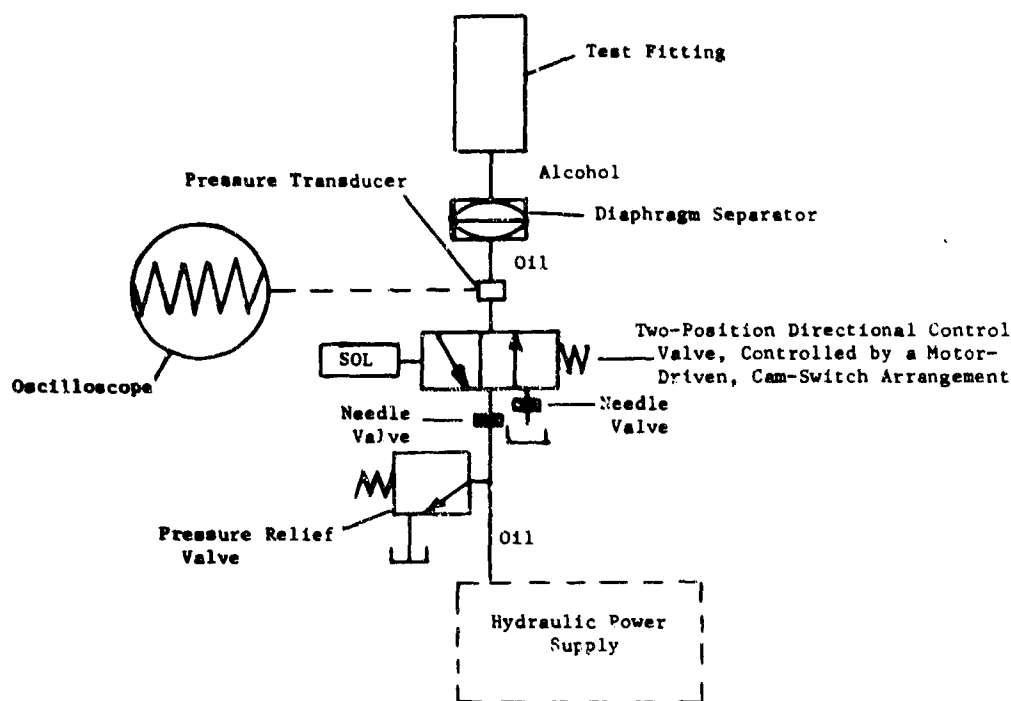 Test Fitting
Alcohol
Pressure Transducer
Diaphragm Separator
Oil
Two-Position Directional Control
Valve, Controlled by a Motor-
Driven, Cam-Switch Arrangement
SOL
Oscilloscope
Needle
Valve
Needle
Valve
Pressure Relief
Valve
Oil
Hydraulic Power
Supply